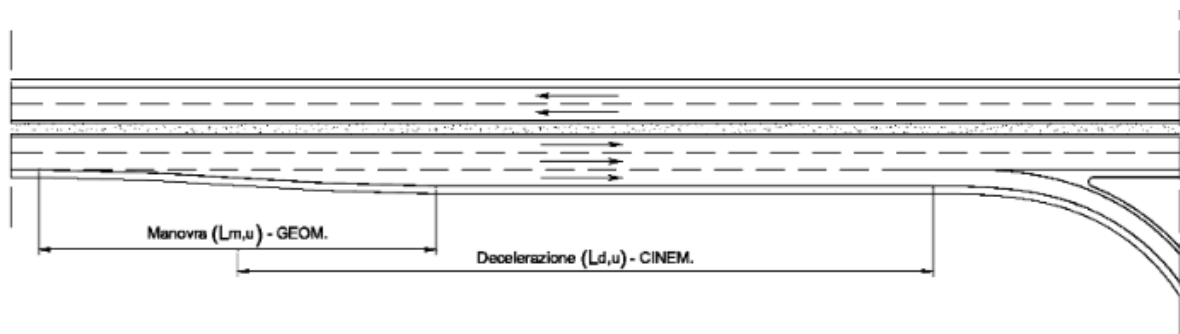 Manovra (Lm,u) - GEOM.
Decelerazione (Ld,u) - CINEM.